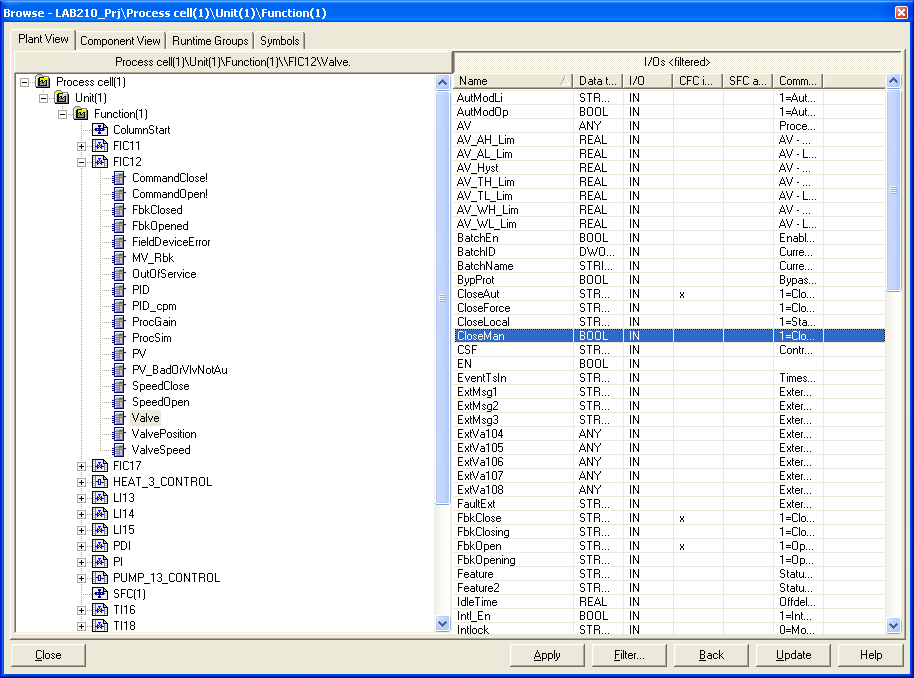 Browse - LAB210_Prj\Process cell(1)\Unit(1)\Function(1)
Plant View Component View Runtime Groups Symbols
Process cell(1)\Unit(1)\Function(1)\\FIC12\Valve.
Process cell(1)
Unit(1)
Function(1)
ColumnStart
FIC11
FIC12
CommandClose!
CommandOpen!
FbkClosed
FbkOpened
FieldDeviceError
MV_Rbk
OutOfService
PID
PID_cpm
ProcGain
ProcSim
PV
PV_BadOrVlvNotAu
SpeedClose
SpeedOpen
Valve
ValvePosition
ValveSpeed
FIC17
HEAT_3_CONTROL
LI13
LI14
LI15
PDI
PI
PUMP_13_CONTROL
SFC(1)
TI16
TI18
I/Os <filtered>
Name Data t... I/O CFC i... SFC a... Comm...
AutModLi STR... IN 1=Aut...
AutModOp BOOL IN 1=Aut...
AV ANY IN Proce...
AV_AH_Lim REAL IN AV - ...
AV_AL_Lim REAL IN AV - L...
AV_Hyst REAL IN AV - ...
AV_TH_Lim REAL IN AV - ...
AV_TL_Lim REAL IN AV - L...
AV_WH_Lim REAL IN AV - ...
AV_WL_Lim REAL IN AV - L...
BatchEn BOOL IN Enabl...
BatchID DWO... IN Curre...
BatchName STRI... IN Curre...
BypProt BOOL IN Bypas...
CloseAut STR... IN x 1=Clo...
CloseForce STR... IN 1=Clo...
CloseLocal STR... IN 1=Sta...
CloseMan BOOL IN 1=Clo...
CSF STR... IN Contr...
EN BOOL IN
EventTsIn STR... IN Times...
ExtMsg1 STR... IN Exter...
ExtMsg2 STR... IN Exter...
ExtMsg3 STR... IN Exter...
ExtVa104 ANY IN Exter...
ExtVa105 ANY IN Exter...
ExtVa106 ANY IN Exter...
ExtVa107 ANY IN Exter...
ExtVa108 ANY IN Exter...
FaultExt STR... IN Exter...
FbkClose STR... IN x 1=Clo...
FbkClosing STR... IN 1=Clo...
FbkOpen STR... IN x 1=Op...
FbkOpening STR... IN 1=Op...
Feature STR... IN Statu...
Feature2 STR... IN Statu...
IdleTime REAL IN Offdel...
Intl_En BOOL IN 1=Int...
Intlock STR... IN 0=Mo...
Close Apply Filter... Back Update Help